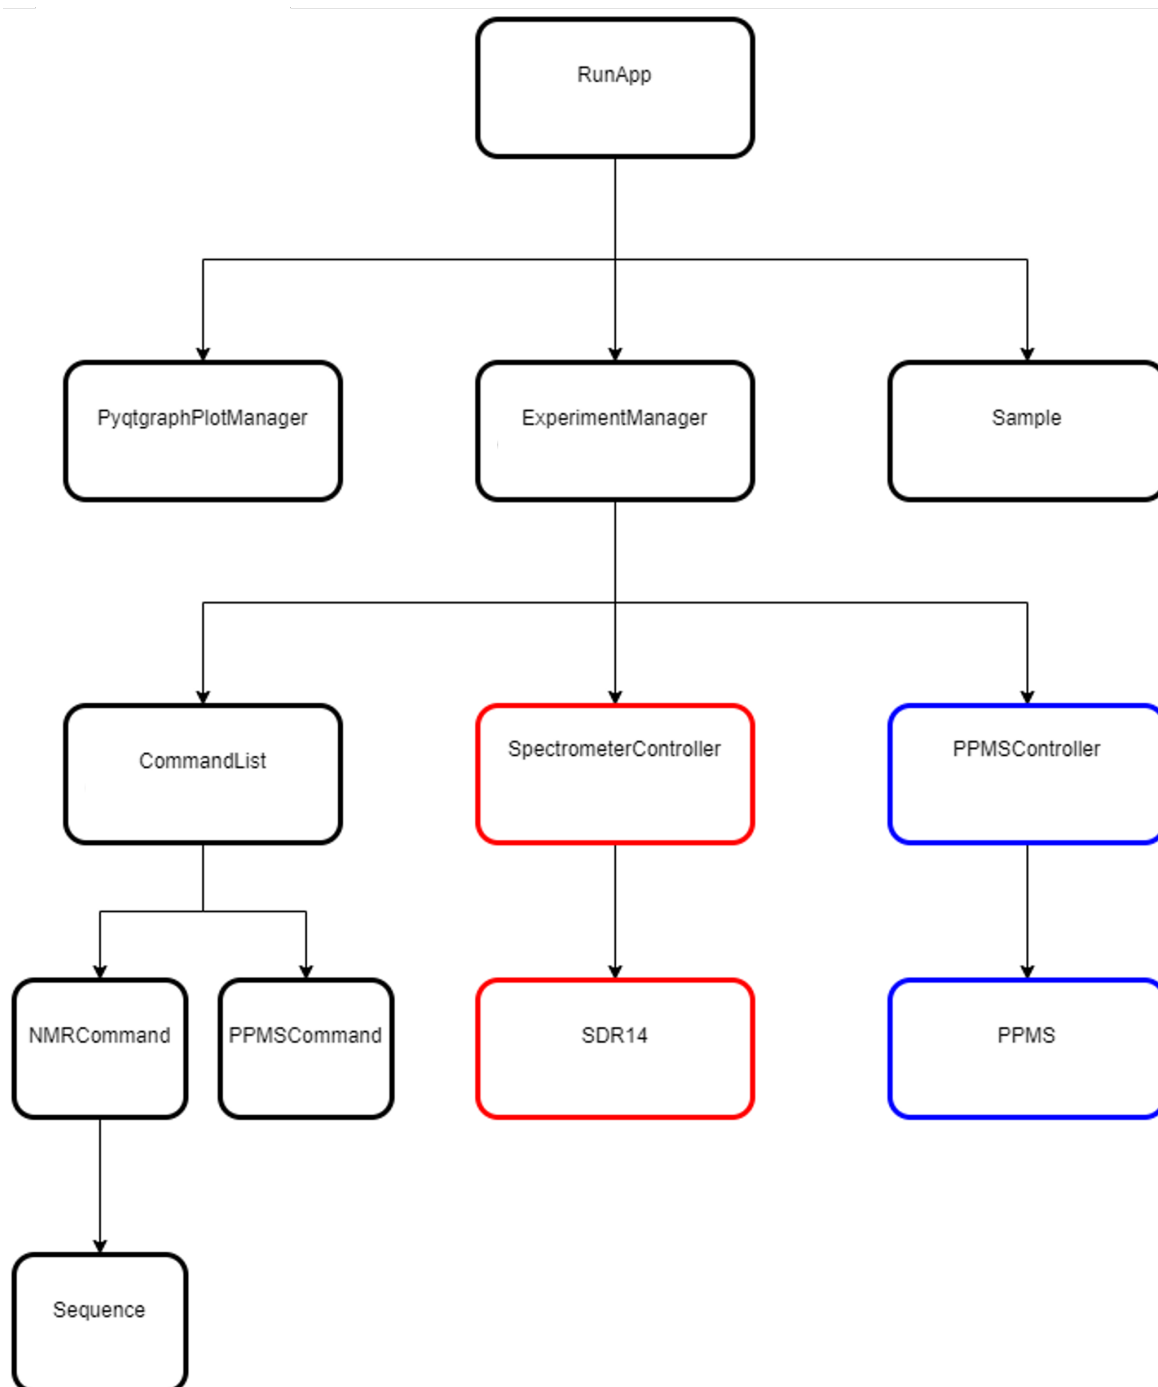 RunApp
PyqtgraphPlotManager
ExperimentManager
Sample
CommandList
SpectrometerController
PPMSController
NMRCommand
PPMSCommand
SDR14
PPMS
Sequence